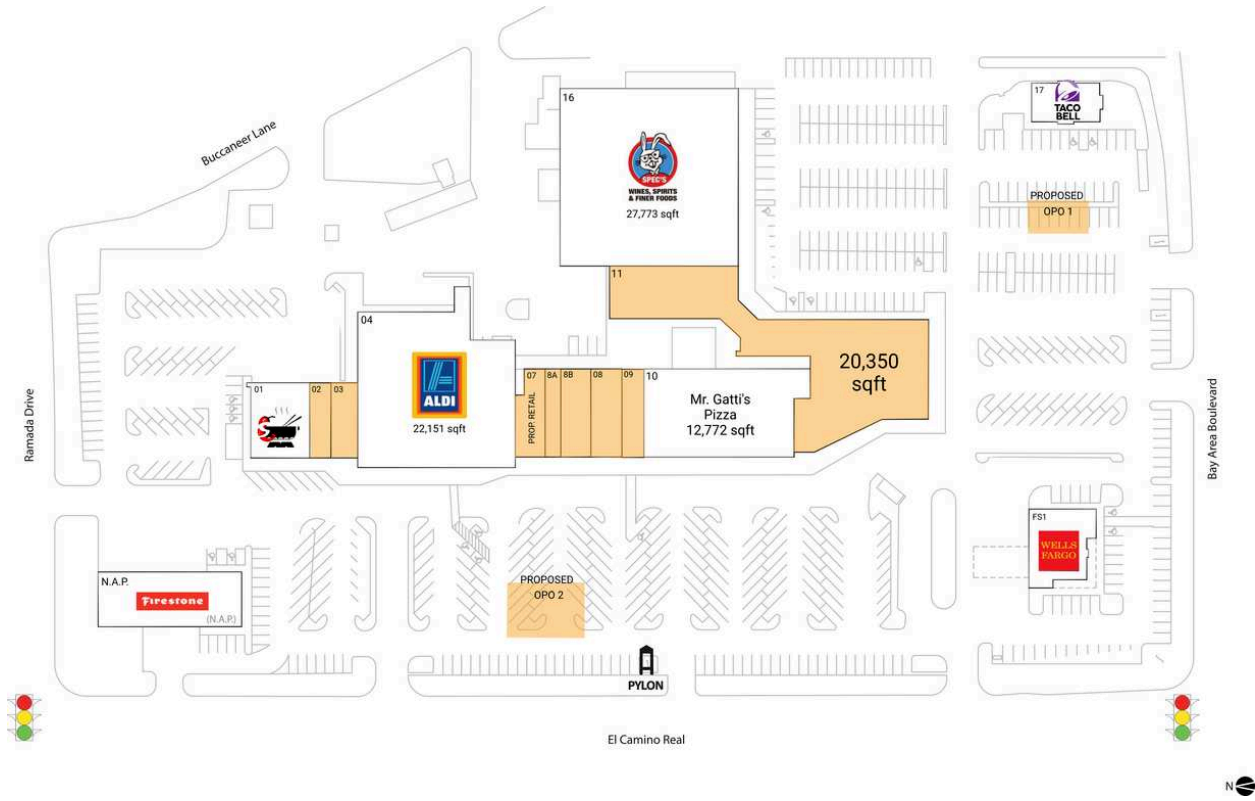 16
SPEC'S
WINES, SPIRITS
& FINER FOODS
27,773 sqft
17
TACO
BELL
Buccaneer Lane
PROPOSED
OPO 1
11
04
ALDI
22,151 sqft
20,350
sqft
01
02
03
07
PROP. RETAIL
8A
8B
08
09
10
Mr. Gatti's
Pizza
12,772 sqft
Ramada Drive
Bay Area Boulevard
FS1
WELLS
FARGO
N.A.P.
Firestone
(N.A.P.)
PROPOSED
OPO 2
PYLON
El Camino Real
N